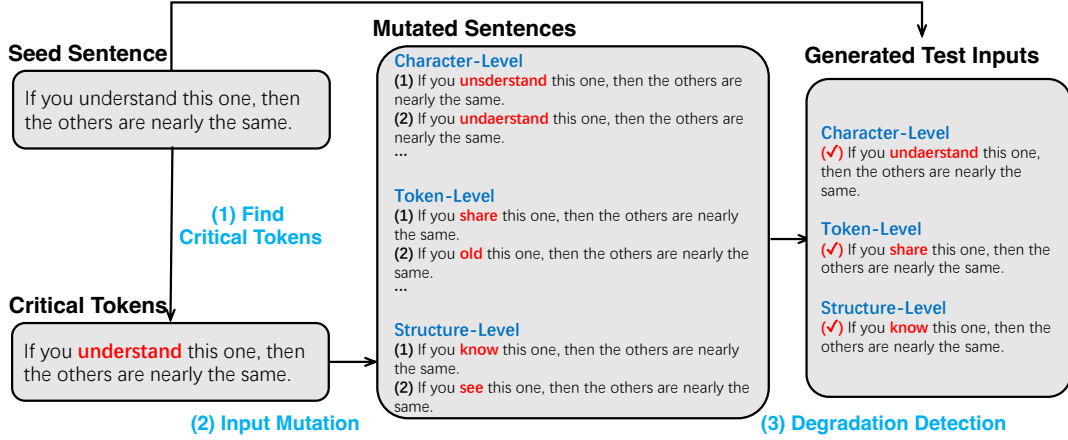 Seed Sentence
If you understand this one, then
the others are nearly the same.
(1) Find
Critical Tokens
Critical Tokens
If you understand this one, then
the others are nearly the same.
(2) Input Mutation
Mutated Sentences
Character-Level
(1) If you unsderstand this one, then the others are
nearly the same.
(2) If you undaerstand this one, then the others are
nearly the same.
...
Token-Level
(1) If you share this one, then the others are nearly
the same.
(2) If you old this one, then the others are nearly the
same.
...
Structure-Level
(1) If you know this one, then the others are nearly
the same.
(2) If you see this one, then the others are nearly the
same.
Generated Test Inputs
Character-Level
(✓) If you undaerstand this one,
then the others are nearly the
same.
Token-Level
(✓) If you share this one, then the
others are nearly the same.
Structure-Level
(✓) If you know this one, then the
others are nearly the same.
(3) Degradation Detection